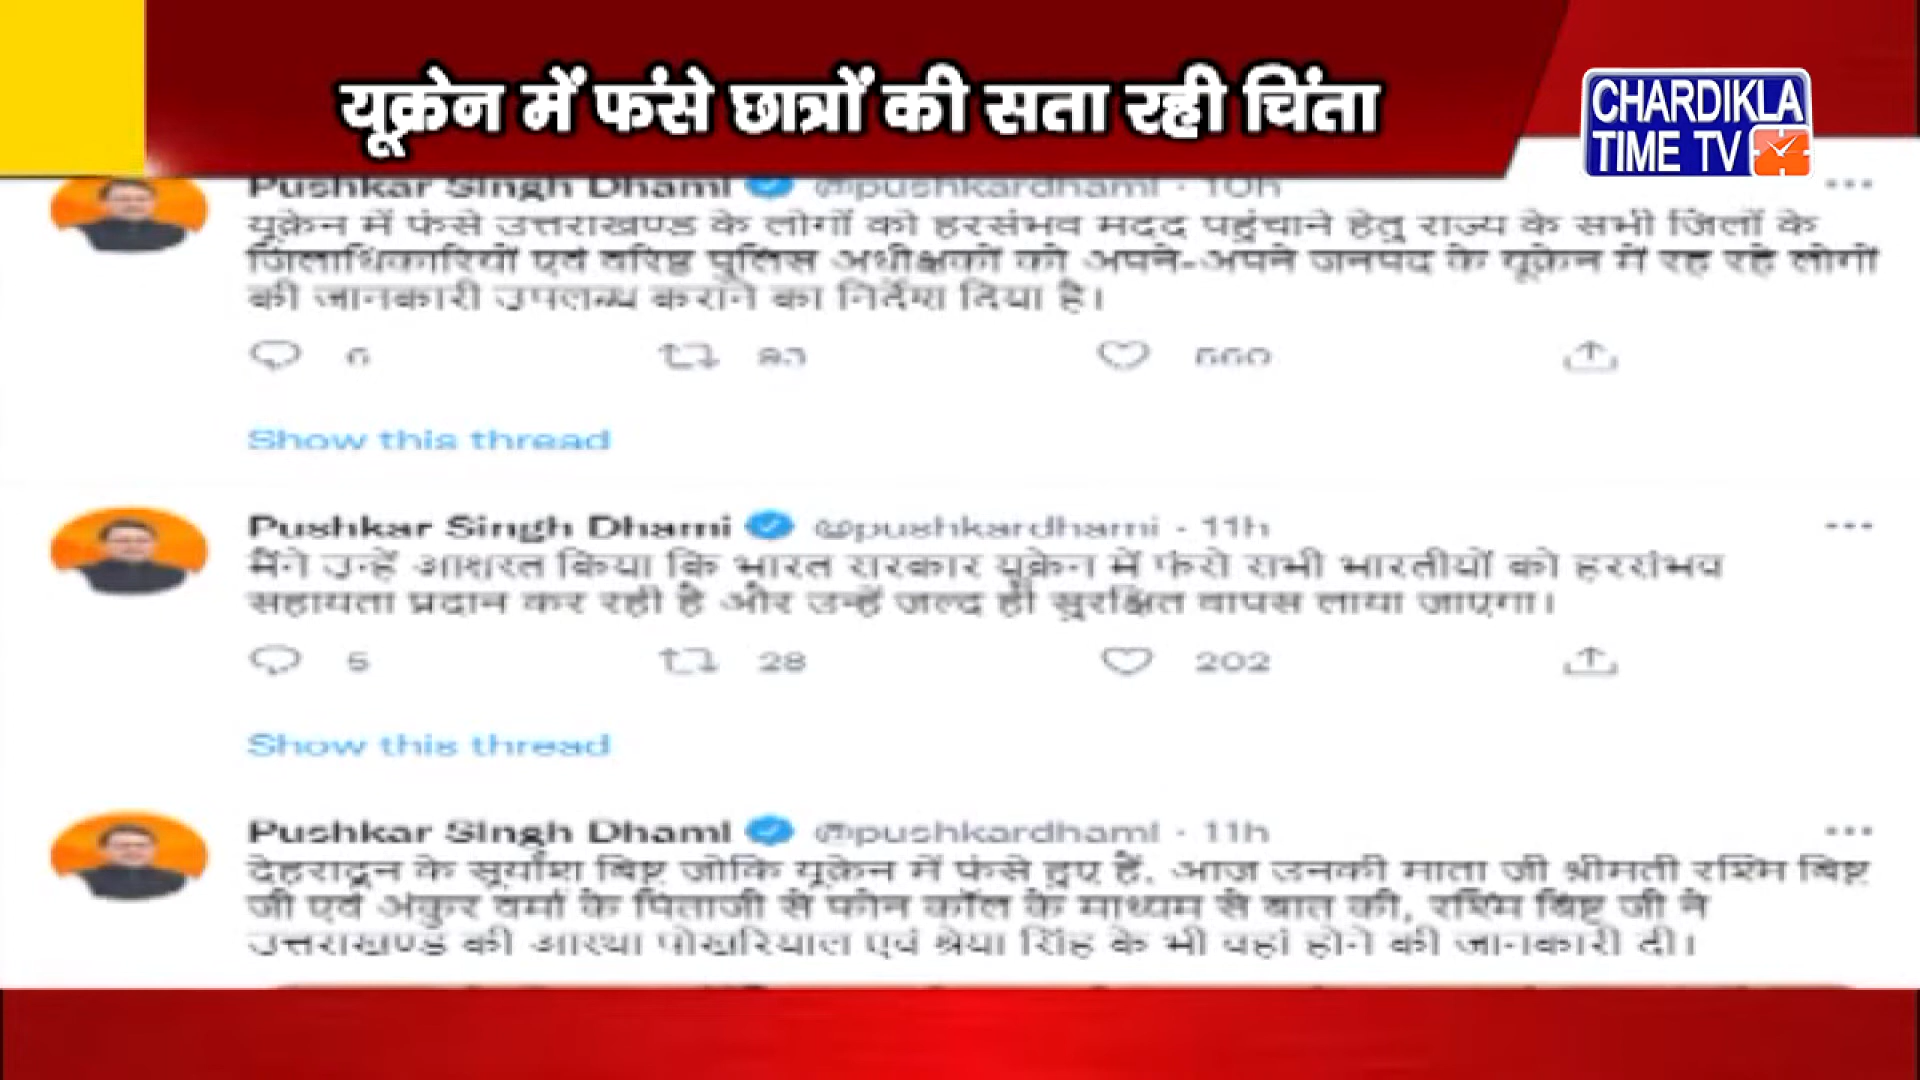 यूक्रेन में फंसे छात्रों की सता रही चिंता
CHARDIKLA
TIME TV
Pushkar Singh Dhami @pushkardhami · 10h
यूक्रेन में फंसे उत्तराखण्ड के लोगों को हरसंभव मदद पहुंचाने हेतु राज्य के सभी जिलों के
जिलाधिकारियों एवं वरिष्ठ पुलिस अधीक्षकों को अपने-अपने जनपद के यूक्रेन में रह रहे लोगों
की जानकारी उपलब्ध कराने का निर्देश दिया है।
6
Show this thread
Pushkar Singh Dhami @pushkardhami · 11h
मैंने उन्हें आश्वस्त किया कि भारत सरकार यूक्रेन में फंसे सभी भारतीयों को हरसंभव
सहायता प्रदान कर रही है और उन्हें जल्द ही सुरक्षित वापस लाया जाएगा।
5 28 202
Show this thread
Pushkar Singh Dhami @pushkardhami · 11h
देहरादून के सूर्यांश बिष्ट जोकि यूक्रेन में फंसे हुए हैं, आज उनकी माता जी श्रीमती रश्मि बिष्ट
जी एवं अंकुर वर्मा के पिताजी से फोन कॉल के माध्यम से बात की, रश्मि बिष्ट जी ने
उत्तराखण्ड की आस्था पोखरियाल एवं श्रेया सिंह के भी वहां होने की जानकारी दी।